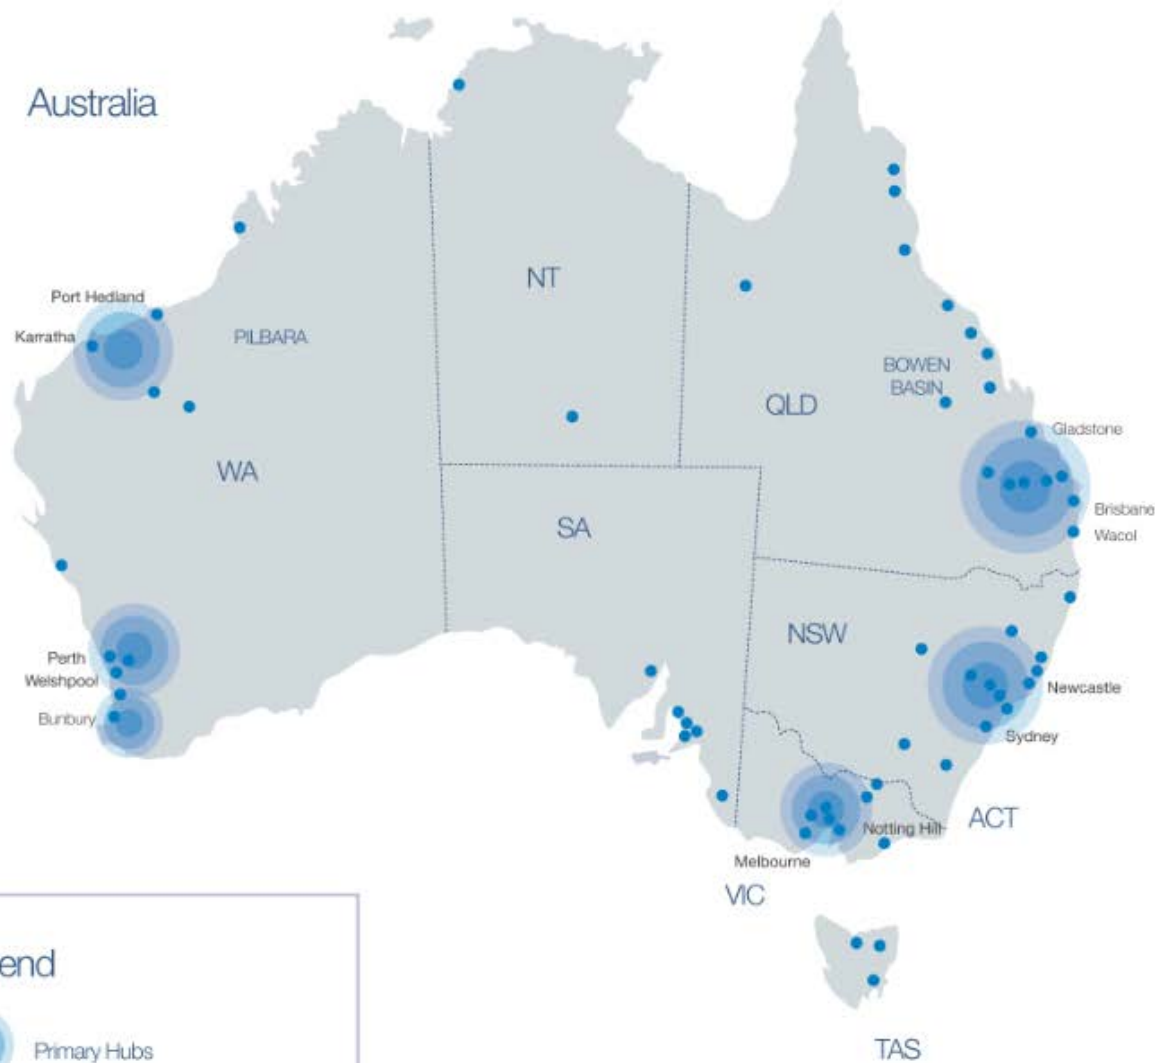 Australia
NT
Port Hedland
Karratha
PILBARA
BOWEN
BASIN
QLD
Gladstone
WA
Brisbane
SA
Wacol
NSW
Perth
Welshpool
Newcastle
Bunbury
Sydney
ACT
Notting Hill
Melbourne
VIC
end
Primary Hubs
TAS